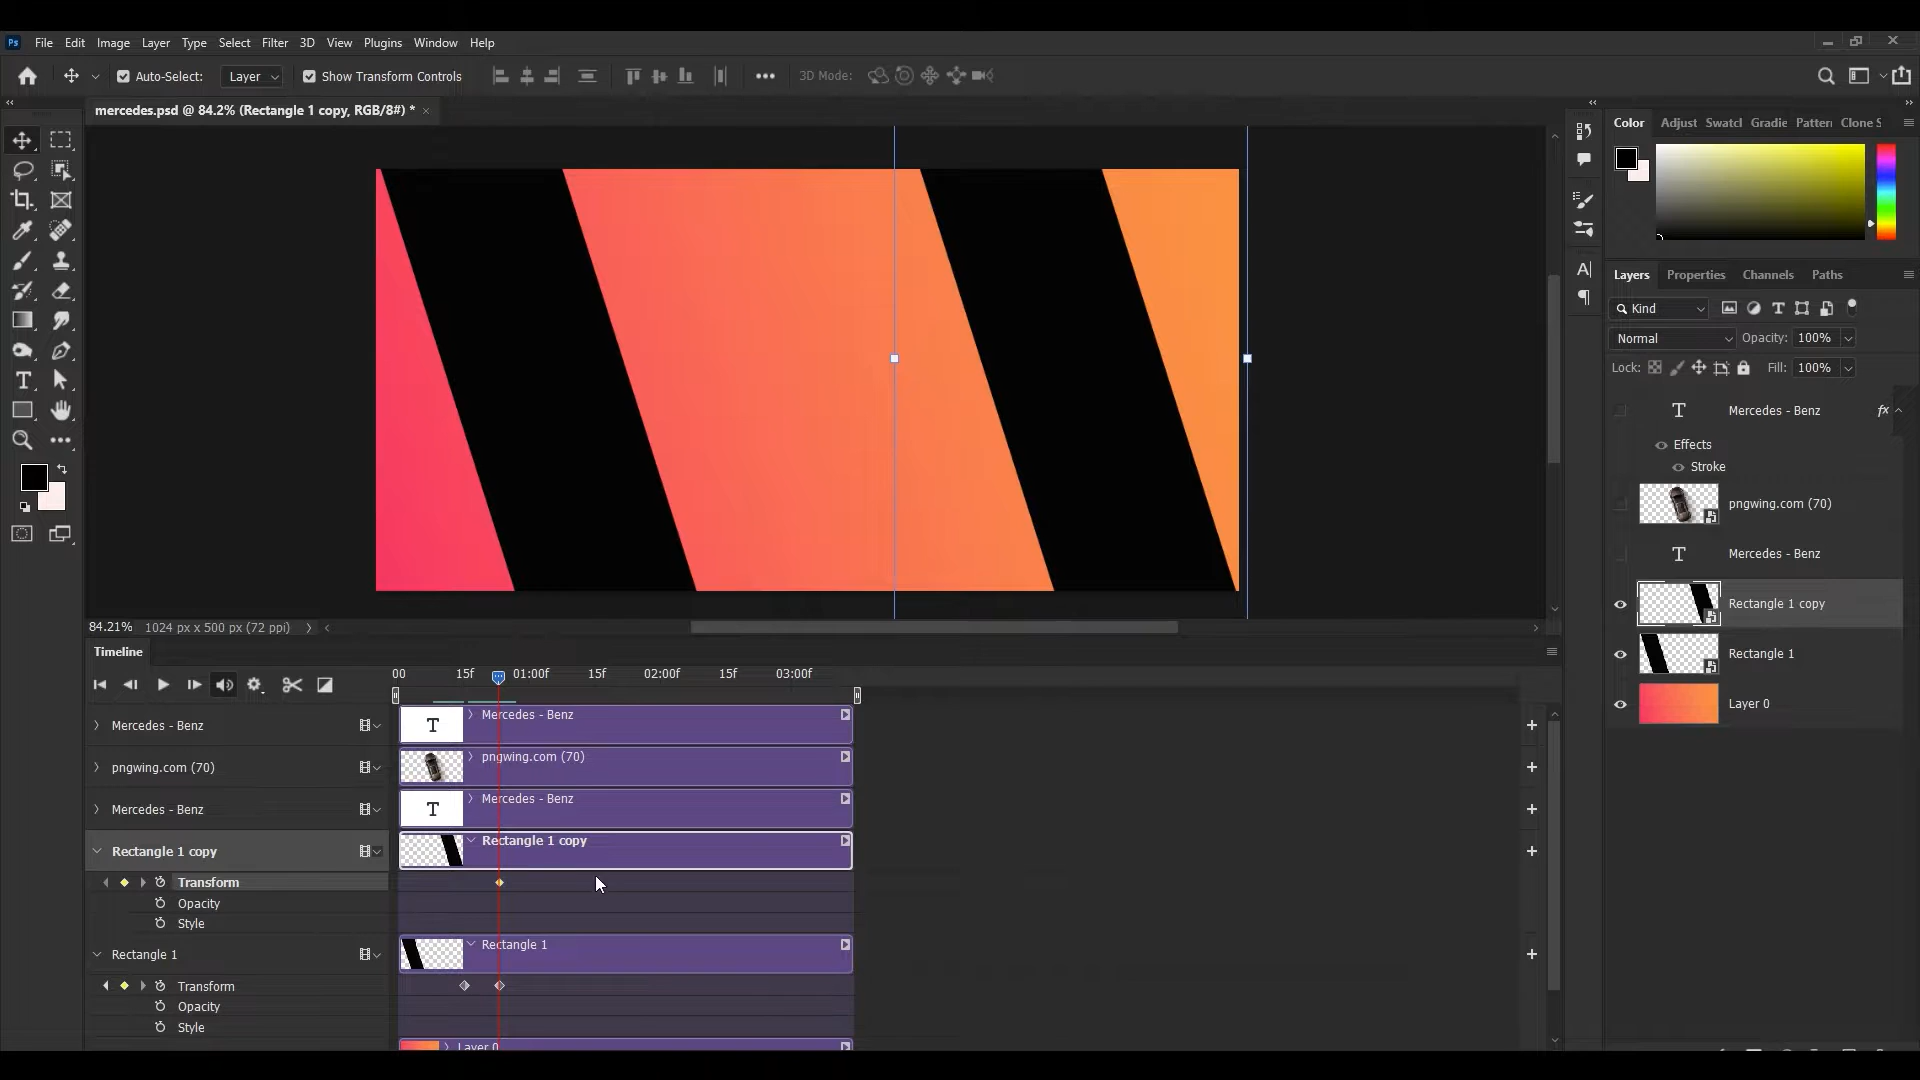 Ps File Edit Image Layer Type Select Filter 3D View Plugins Window Help
Auto-Select: Layer Show Transform Controls 3D Mode:
mercedes.psd @ 84.2% (Rectangle 1 copy, RGB/8#) *
Color Adjust Swatcl Gradie Patter Clone S
Layers Properties Channels Paths
Kind
Normal Opacity: 100%
Lock: Fill: 100%
Mercedes - Benz fx
Effects
Stroke
pngwing.com (70)
Mercedes - Benz
Rectangle 1 copy
Rectangle 1
Layer 0
84.21% 1024 px x 500 px (72 ppi)
Timeline
00 15f 01:00f 15f 02:00f 15f 03:00f
Mercedes - Benz T Mercedes - Benz
pngwing.com (70) pngwing.com (70)
Mercedes - Benz T Mercedes - Benz
Rectangle 1 copy Rectangle 1 copy
Transform
Opacity
Style
Rectangle 1 Rectangle 1
Transform
Opacity
Style
Layer 0